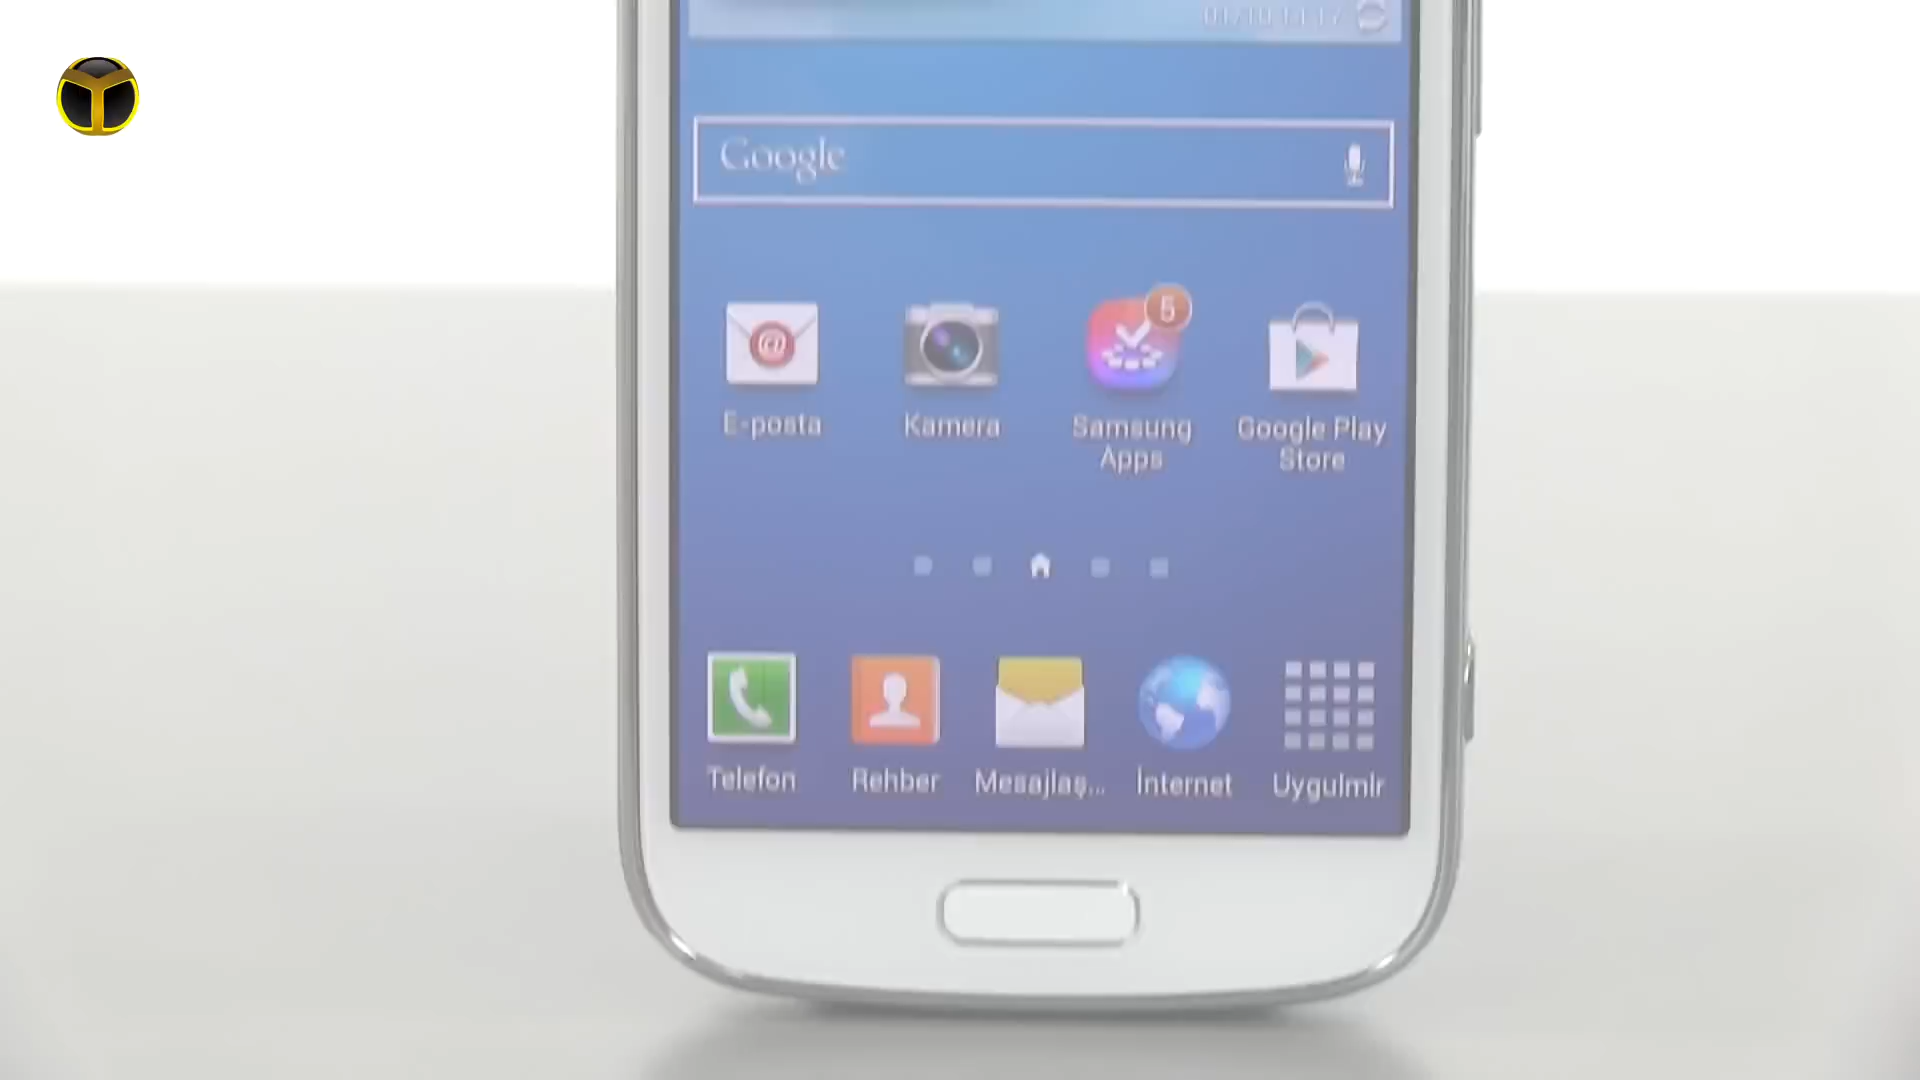 Google
5
E-posta
Kamera
Samsung
Apps
Google Play
Store
@
Telefon
Rehber
Mesajlaş...
İnternet
Uygulmlr